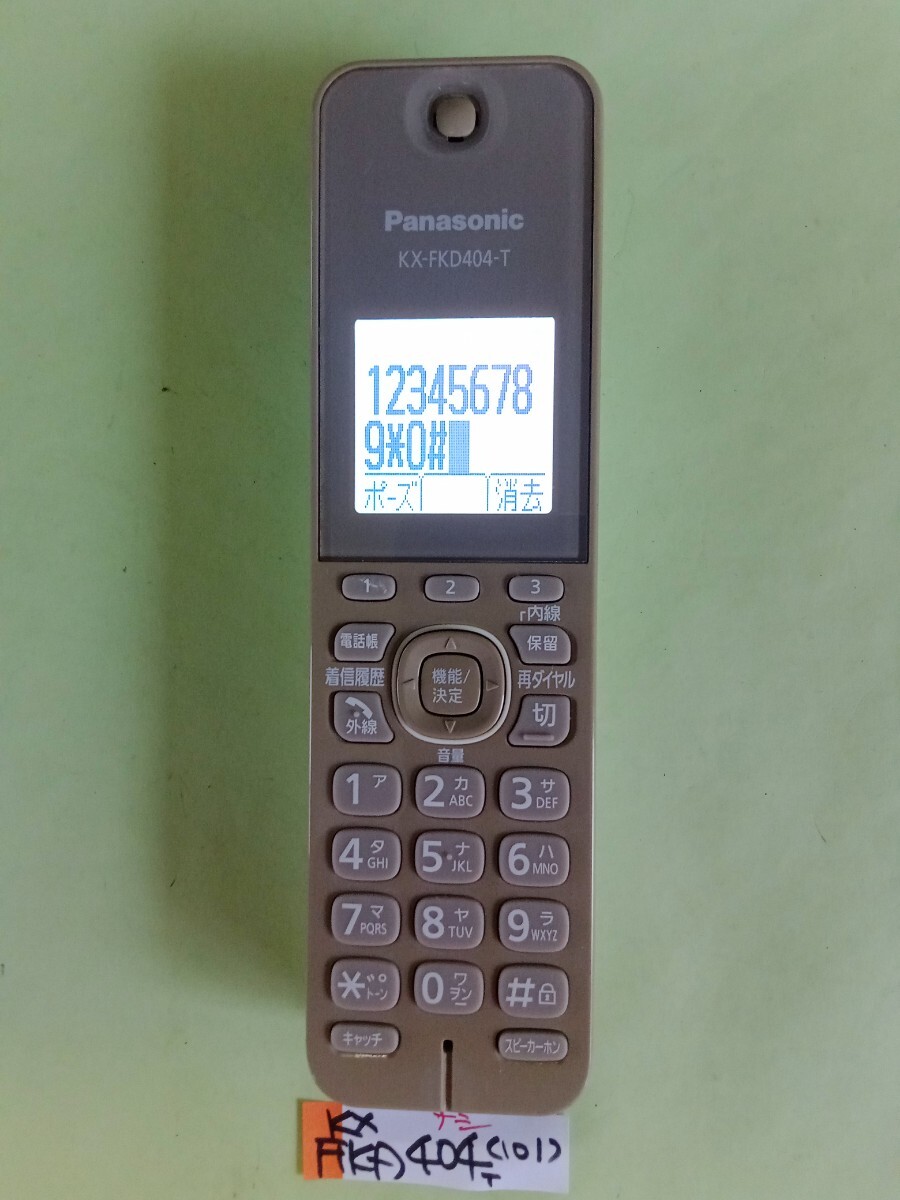 Panasonic
KX-FKD404-T
12345678
9*0#
ポーズ 消去
1 2 3
内線
電話帳 保留
着信履歴 機能/決定 再ダイヤル
外線 切
音量
1 ア 2 カ ABC 3 サ DEF
4 タ GHI 5 ナ JKL 6 ハ MNO
7 マ PQRS 8 ヤ TUV 9 ラ WXYZ
* ゛゜ トーン 0 ワヲンー #
キャッチ スピーカーホン
KX ナミ
FKD404(101)
T